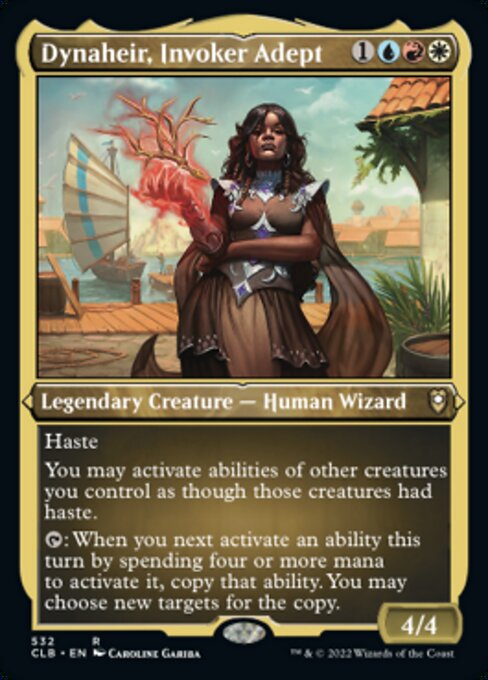 Dynaheir, Invoker Adept 1
Legendary Creature — Human Wizard
Haste
You may activate abilities of other creatures
you control as though those creatures had
haste.
: When you next activate an ability this
turn by spending four or more mana
to activate it, copy that ability. You may
choose new targets for the copy.
4/4
532 R
CLB • EN Caroline Gariba
™ & © 2022 Wizards of the Coast